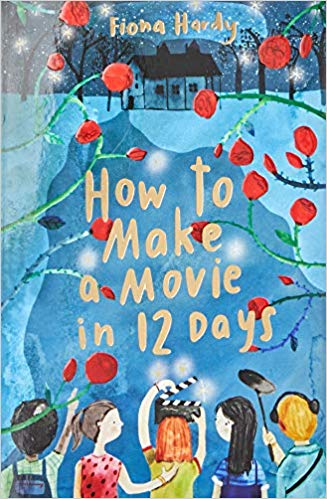 Fiona Hardy
How to
Make
a Movie
in 12 Days